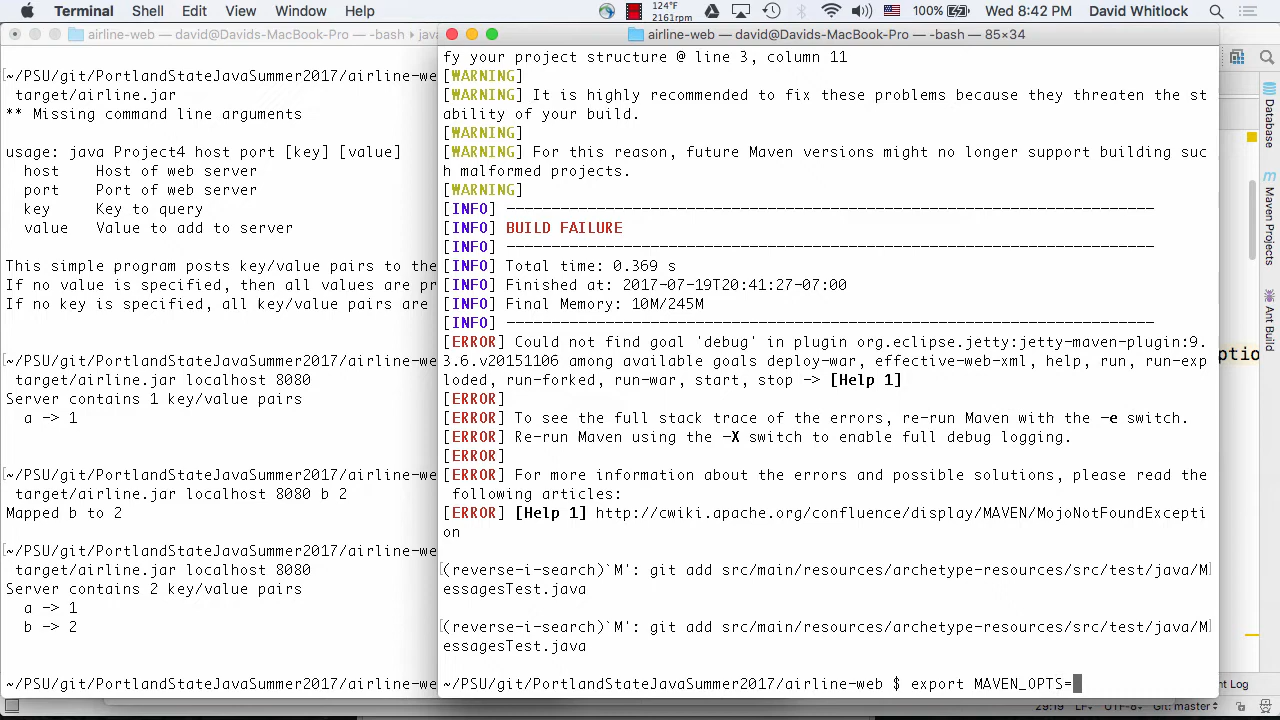 Terminal Shell Edit View Window Help 124°F 2161rpm 100% Wed 8:42 PM David Whitlock
airline-web — david@Davids-MacBook-Pro — -bash — jav
~/PSU/git/PortlandStateJavaSummer2017/airline-we
target/airline.jar
** Missing command line arguments
usage: java Project4 host port [key] [value]
host Host of web server
port Port of web server
key Key to query
value Value to add to server
This simple program posts key/value pairs to the
If no value is specified, then all values are pr
If no key is specified, all key/value pairs are
~/PSU/git/PortlandStateJavaSummer2017/airline-we
target/airline.jar localhost 8080
Server contains 1 key/value pairs
a -> 1
~/PSU/git/PortlandStateJavaSummer2017/airline-we
target/airline.jar localhost 8080 b 2
Mapped b to 2
~/PSU/git/PortlandStateJavaSummer2017/airline-we
target/airline.jar localhost 8080
Server contains 2 key/value pairs
a -> 1
b -> 2
~/PSU/git/PortlandStateJavaSummer2017/airline-we
airline-web — david@Davids-MacBook-Pro — -bash — 85×34
fy your project structure @ line 3, column 11
[WARNING]
[WARNING] It is highly recommended to fix these problems because they threaten the st
ability of your build.
[WARNING]
[WARNING] For this reason, future Maven versions might no longer support building suc
h malformed projects.
[WARNING]
[INFO] ------------------------------------------------------------------------
[INFO] BUILD FAILURE
[INFO] ------------------------------------------------------------------------
[INFO] Total time: 0.369 s
[INFO] Finished at: 2017-07-19T20:41:27-07:00
[INFO] Final Memory: 10M/245M
[INFO] ------------------------------------------------------------------------
[ERROR] Could not find goal 'debug' in plugin org.eclipse.jetty:jetty-maven-plugin:9.
3.6.v20151106 among available goals deploy-war, effective-web-xml, help, run, run-exp
loded, run-forked, run-war, start, stop -> [Help 1]
[ERROR]
[ERROR] To see the full stack trace of the errors, re-run Maven with the -e switch.
[ERROR] Re-run Maven using the -X switch to enable full debug logging.
[ERROR]
[ERROR] For more information about the errors and possible solutions, please read the
following articles:
[ERROR] [Help 1] http://cwiki.apache.org/confluence/display/MAVEN/MojoNotFoundExcepti
on
(reverse-i-search)`M': git add src/main/resources/archetype-resources/src/test/java/M
essagesTest.java
(reverse-i-search)`M': git add src/main/resources/archetype-resources/src/test/java/M
essagesTest.java
~/PSU/git/PortlandStateJavaSummer2017/airline-web $ export MAVEN_OPTS=
Database
Maven Projects
Ant Build
ptio
nt Log
29:19 LF÷ UTF-8÷ Git: master÷